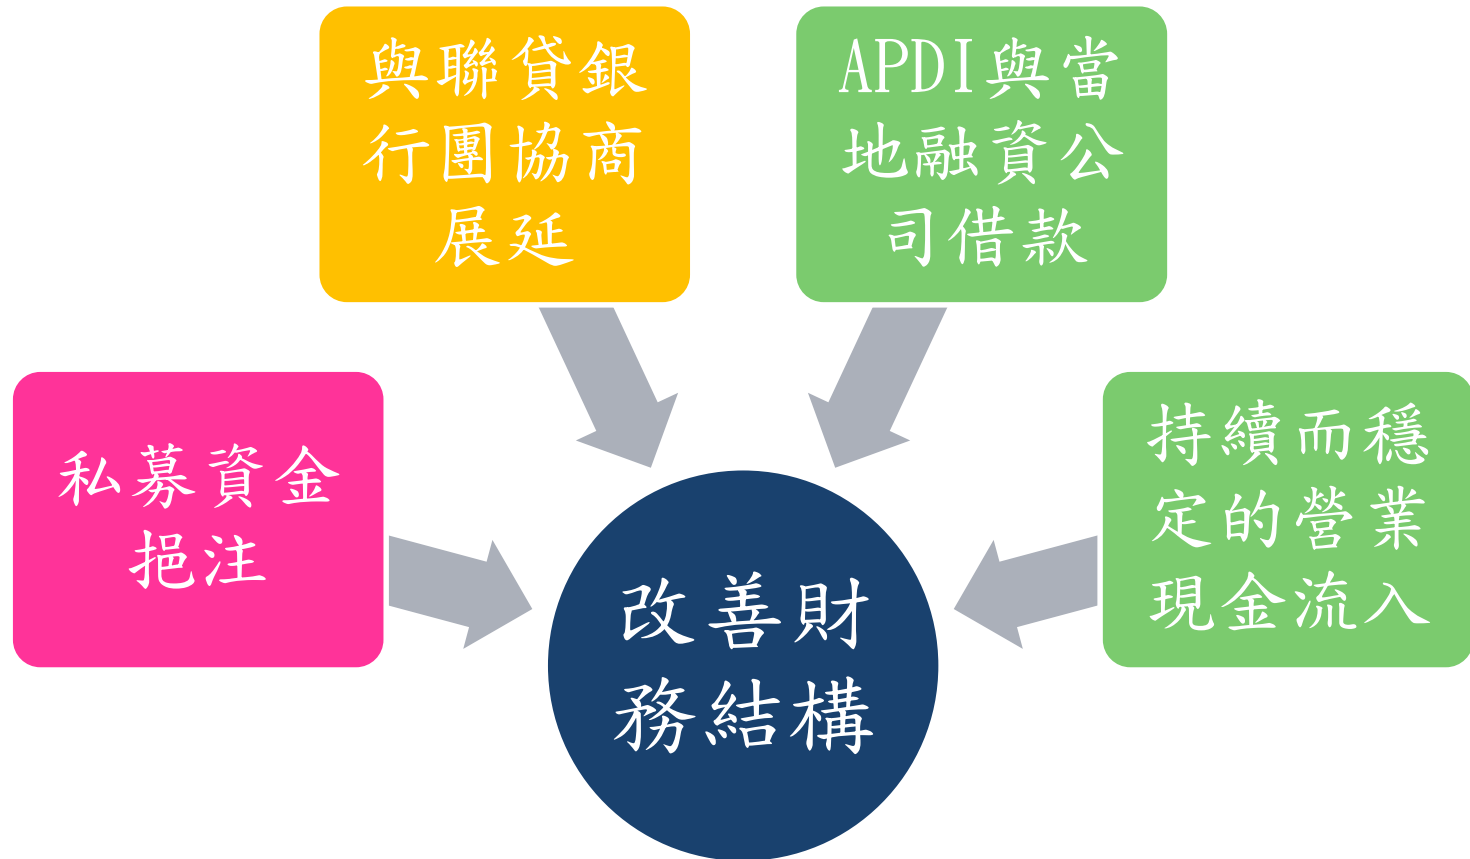 私募資金
挹注
與聯貸銀
行團協商
展延
APDI與當
地融資公
司借款
持續而穩
定的營業
現金流入
改善財
務結構